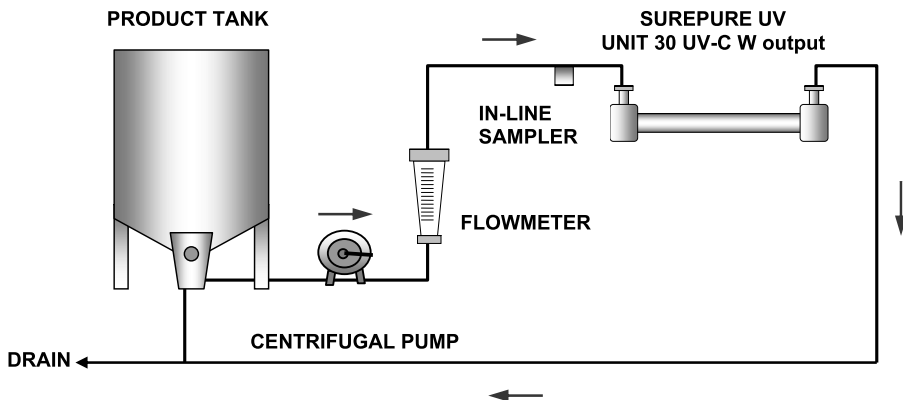 PRODUCT TANK
SUREPURE UV
UNIT 30 UV-C W output
IN-LINE
SAMPLER
FLOWMETER
CENTRIFUGAL PUMP
DRAIN